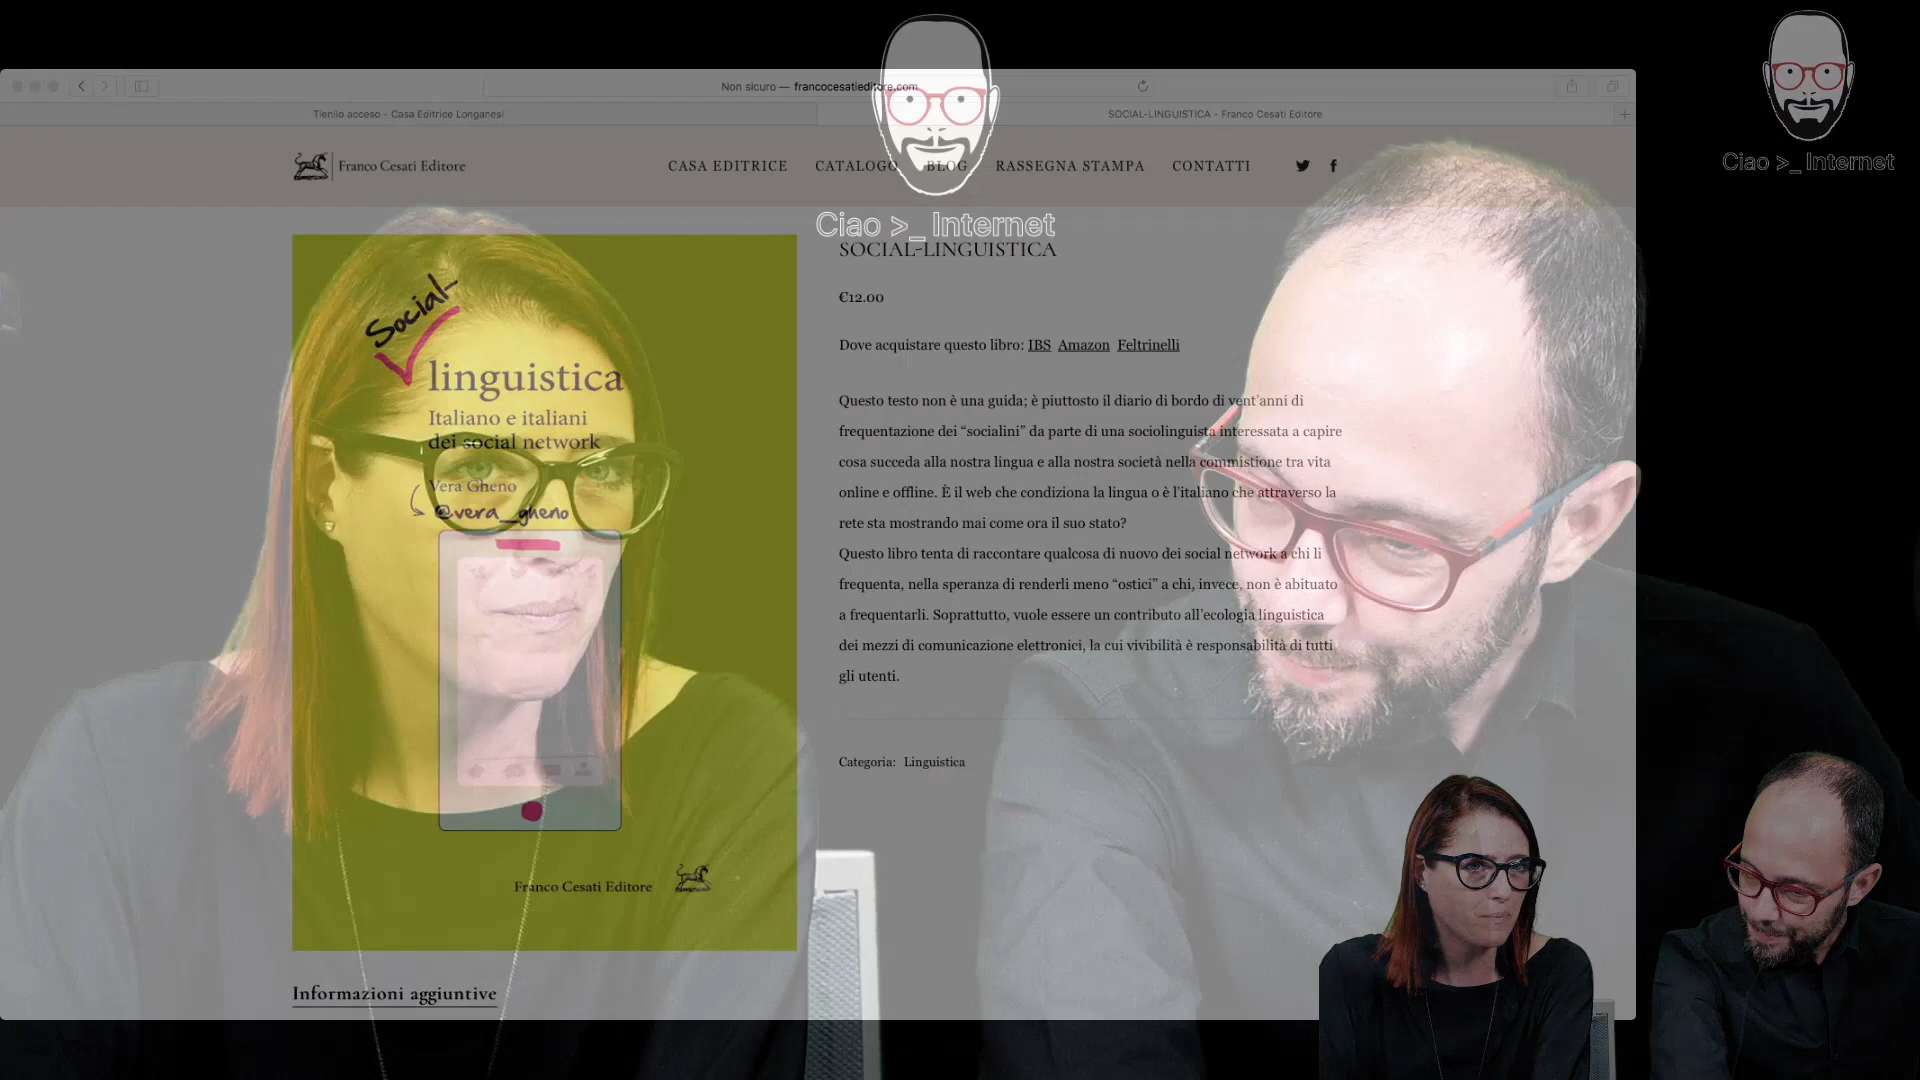 Ciao >_ Internet
Non sicuro — francocesatieditore.com
Tienilo acceso - Casa Editrice Longanesi
SOCIAL-LINGUISTICA - Franco Cesati Editore
Franco Cesati Editore
CASA EDITRICE
CATALOGO
BLOG
RASSEGNA STAMPA
CONTATTI
Ciao >_ Internet
Social-
linguistica
Italiano e italiani
dei social network
Vera Gheno
@vera_gheno
Franco Cesati Editore
SOCIAL-LINGUISTICA
€12.00
Dove acquistare questo libro: IBS Amazon Feltrinelli
Questo testo non è una guida; è piuttosto il diario di bordo di vent'anni di
frequentazione dei “socialini” da parte di una sociolinguista interessata a capire
cosa succeda alla nostra lingua e alla nostra società nella commistione tra vita
online e offline. È il web che condiziona la lingua o è l'italiano che attraverso la
rete sta mostrando mai come ora il suo stato?
Questo libro tenta di raccontare qualcosa di nuovo dei social network a chi li
frequenta, nella speranza di renderli meno “ostici” a chi, invece, non è abituato
a frequentarli. Soprattutto, vuole essere un contributo all'ecologia linguistica
dei mezzi di comunicazione elettronici, la cui vivibilità è responsabilità di tutti
gli utenti.
Categoria: Linguistica
Informazioni aggiuntive